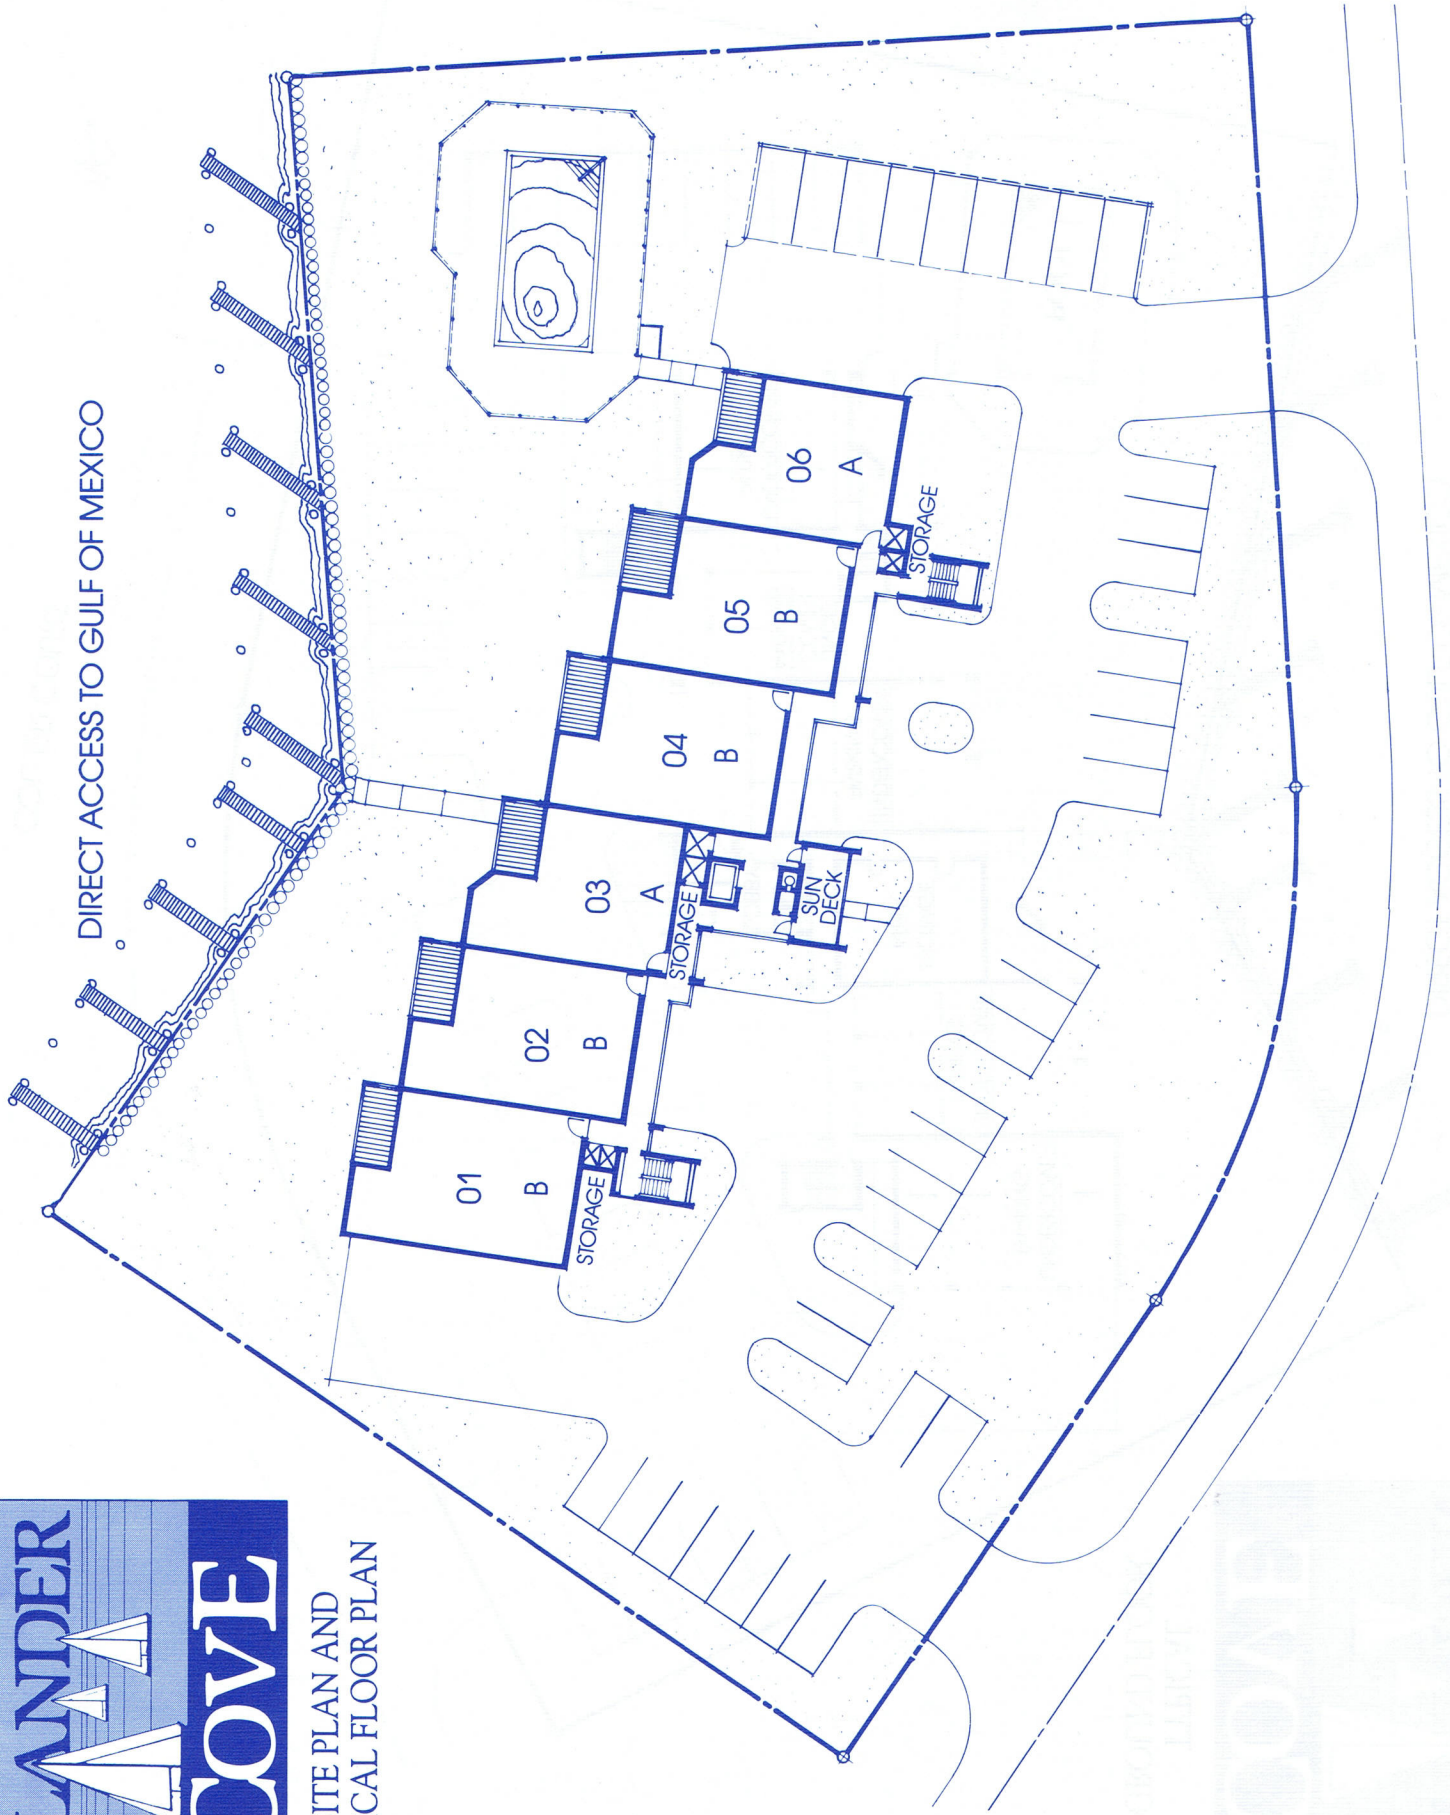 DIRECT ACCESS TO GULF OF MEXICO
01
B
02
B
03
A
04
B
05
B
06
A
STORAGE
STORAGE
STORAGE
SUN
DECK
ANDER
COVE
ITE PLAN AND
CAL FLOOR PLAN